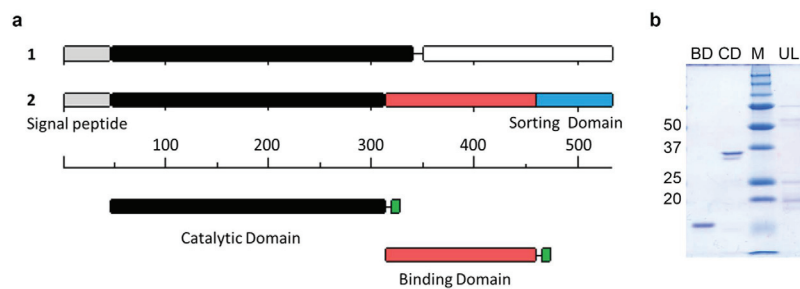 a
1
2
Signal peptide
Sorting Domain
100 200 300 400 500
Catalytic Domain
Binding Domain
b
BD CD M UL
50
37
25
20